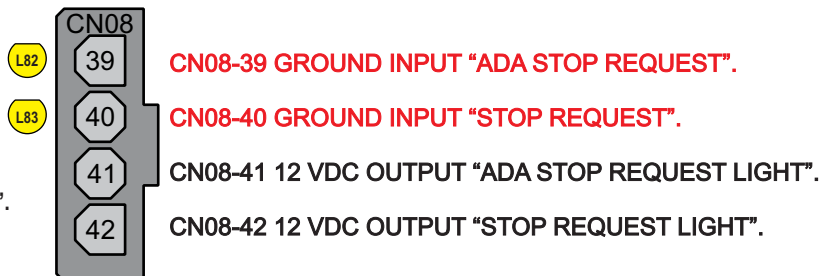 CN08
L82 39 CN08-39 GROUND INPUT “ADA STOP REQUEST”.
L83 40 CN08-40 GROUND INPUT “STOP REQUEST”.
41 CN08-41 12 VDC OUTPUT “ADA STOP REQUEST LIGHT”.
”.
42 CN08-42 12 VDC OUTPUT “STOP REQUEST LIGHT”.